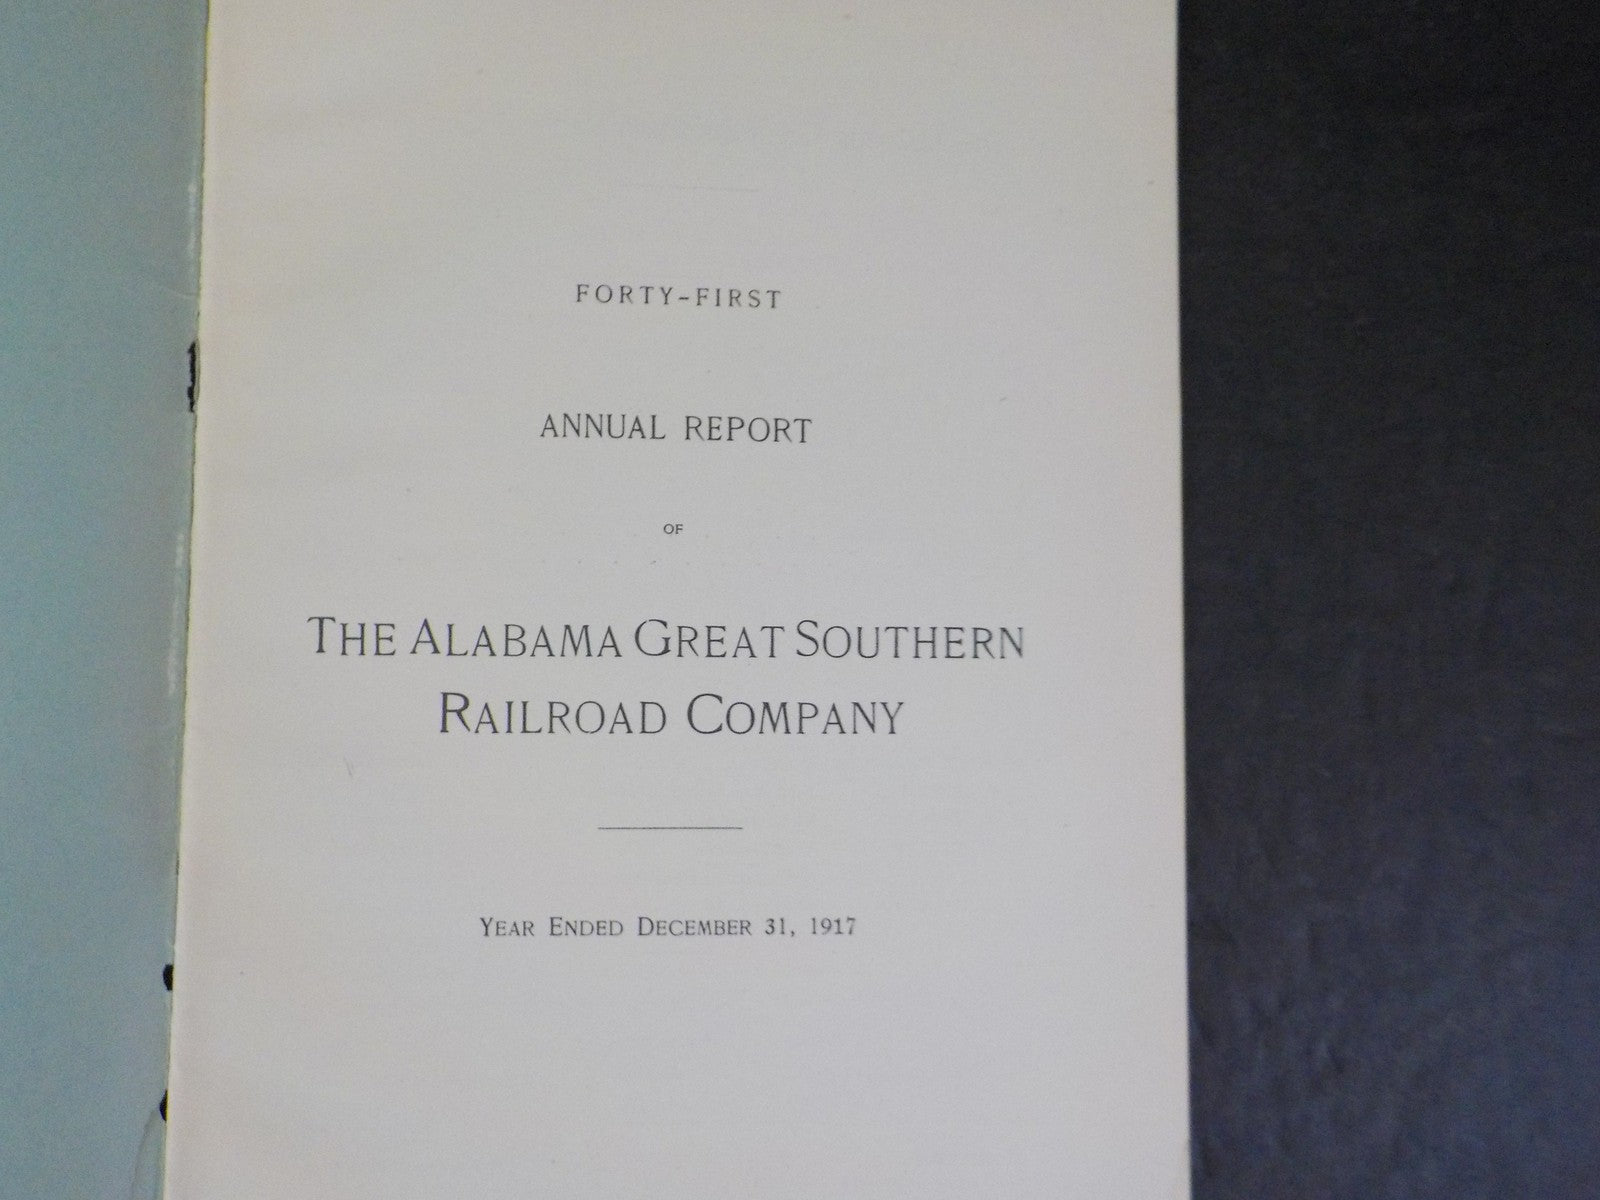 FORTY-FIRST
ANNUAL REPORT
OF
THE ALABAMA GREAT SOUTHERN
RAILROAD COMPANY
YEAR ENDED DECEMBER 31, 1917